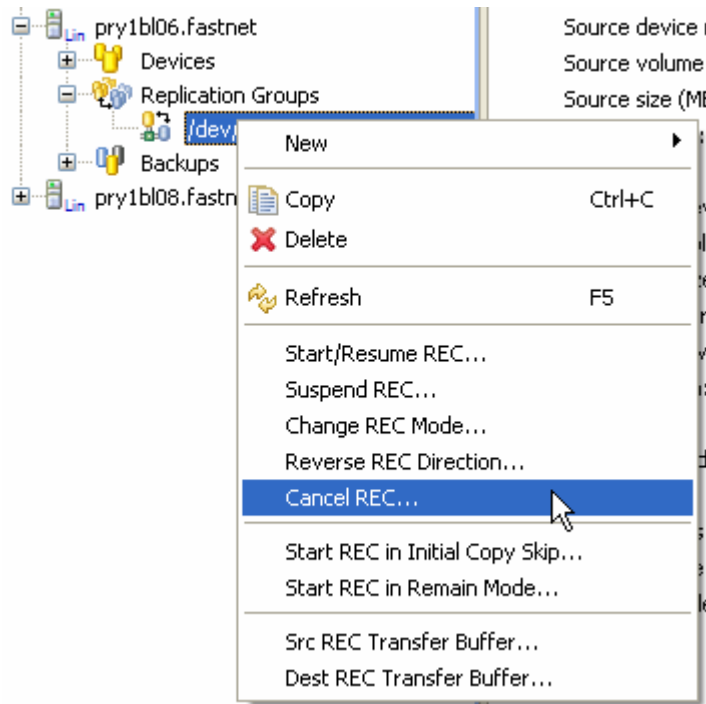 Lin pry1bl06.fastnet
Devices
Replication Groups
/dev
Backups
Lin pry1bl08.fastn
Source device
Source volume
Source size (M
New
Copy Ctrl+C
Delete
Refresh F5
Start/Resume REC...
Suspend REC...
Change REC Mode...
Reverse REC Direction...
Cancel REC...
Start REC in Initial Copy Skip...
Start REC in Remain Mode...
Src REC Transfer Buffer...
Dest REC Transfer Buffer...